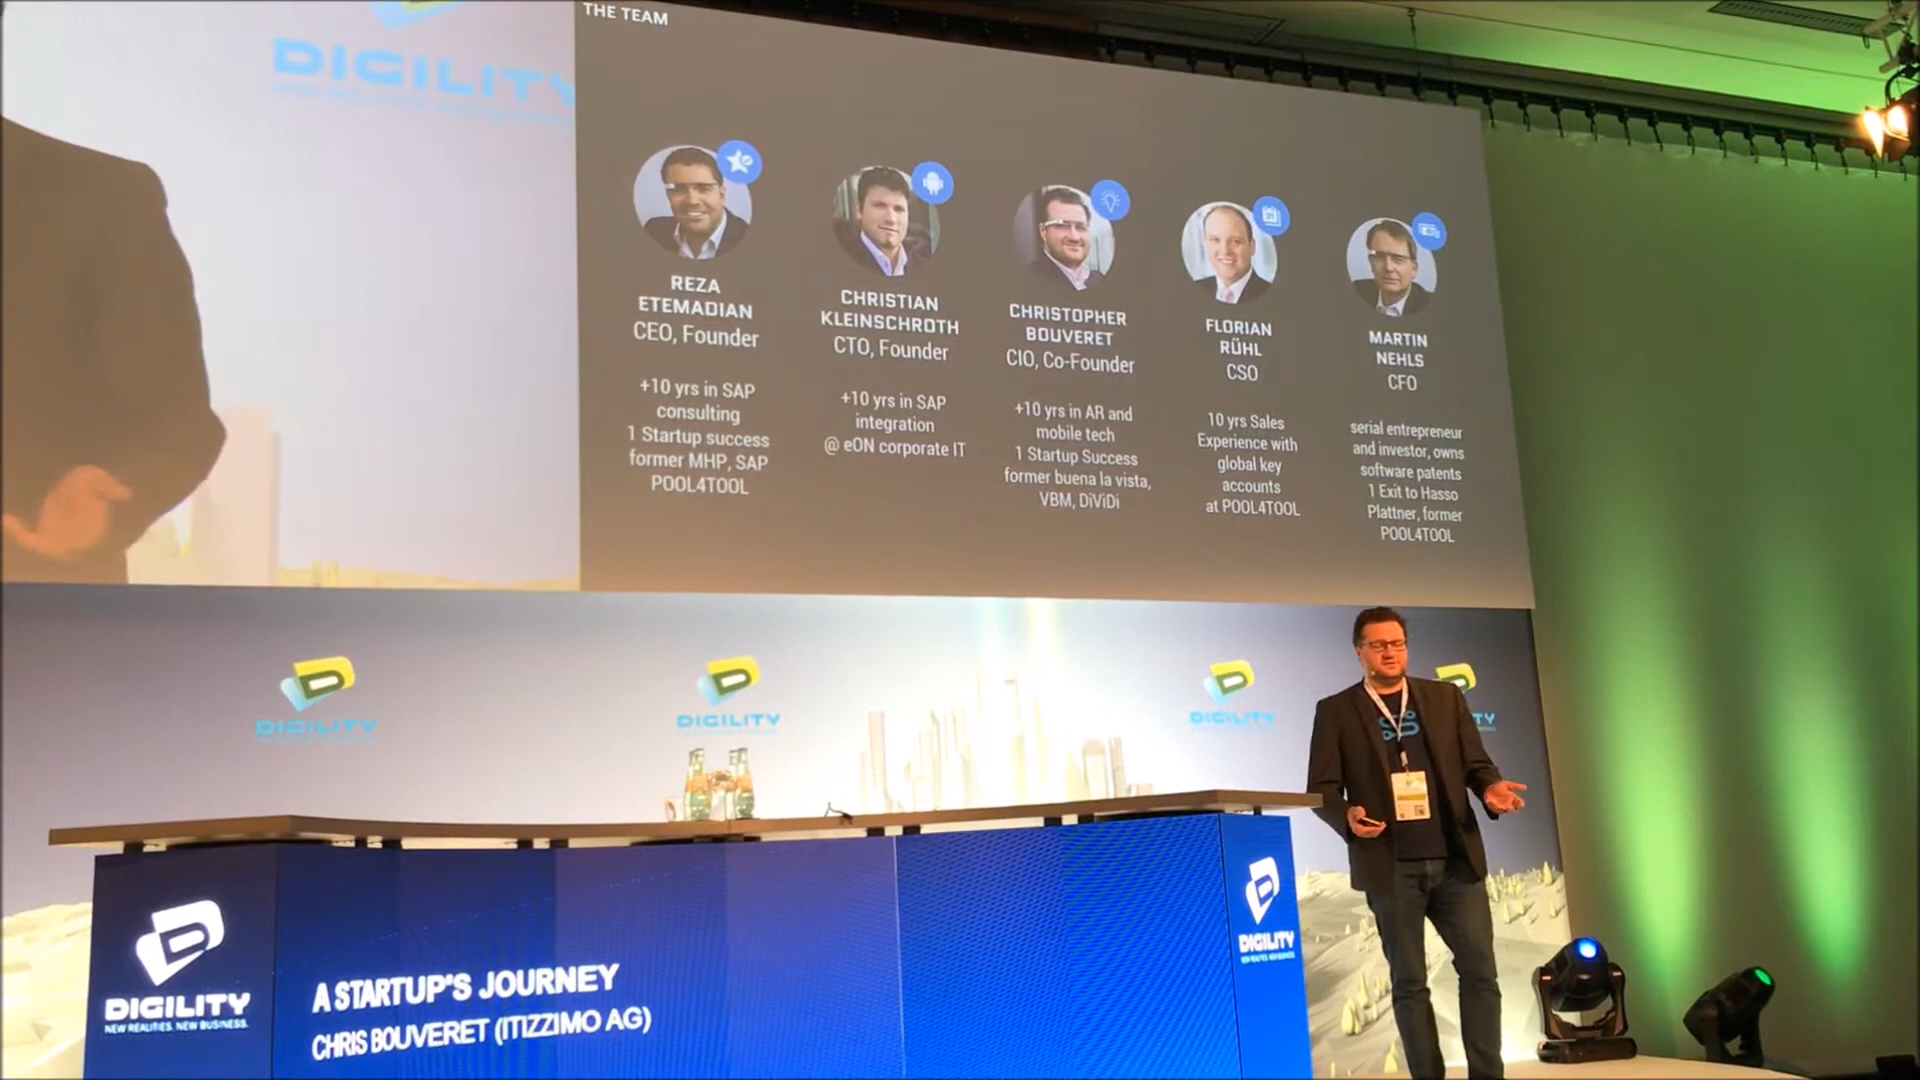 DIGILITY
THE TEAM
REZA
ETEMADIAN
CEO, Founder
+10 yrs in SAP
consulting
1 Startup success
former MHP, SAP
POOL4TOOL
CHRISTIAN
KLEINSCHROTH
CTO, Founder
+10 yrs in SAP
integration
@ eON corporate IT
CHRISTOPHER
BOUVERET
CIO, Co-Founder
+10 yrs in AR and
mobile tech
1 Startup Success
former buena la vista,
VBM, DiViDi
FLORIAN
RÜHL
CSO
10 yrs Sales
Experience with
global key
accounts
at POOL4TOOL
MARTIN
NEHLS
CFO
serial entrepreneur
and investor, owns
software patents
1 Exit to Hasso
Plattner, former
POOL4TOOL
DIGILITY
DIGILITY
DIGILITY
TY
DIGILITY
NEW REALITIES. NEW BUSINESS.
A STARTUP'S JOURNEY
CHRIS BOUVERET (ITIZZIMO AG)
DIGILITY
NEW REALITIES. NEW BUSINESS.